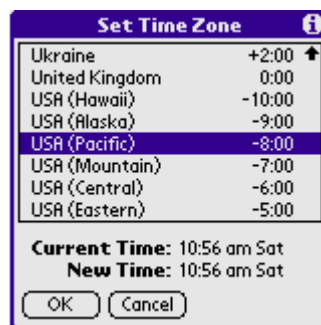 Set Time Zone i
Ukraine +2:00
United Kingdom 0:00
USA (Hawaii) -10:00
USA (Alaska) -9:00
USA (Pacific) -8:00
USA (Mountain) -7:00
USA (Central) -6:00
USA (Eastern) -5:00
Current Time: 10:56 am Sat
New Time: 10:56 am Sat
OK Cancel